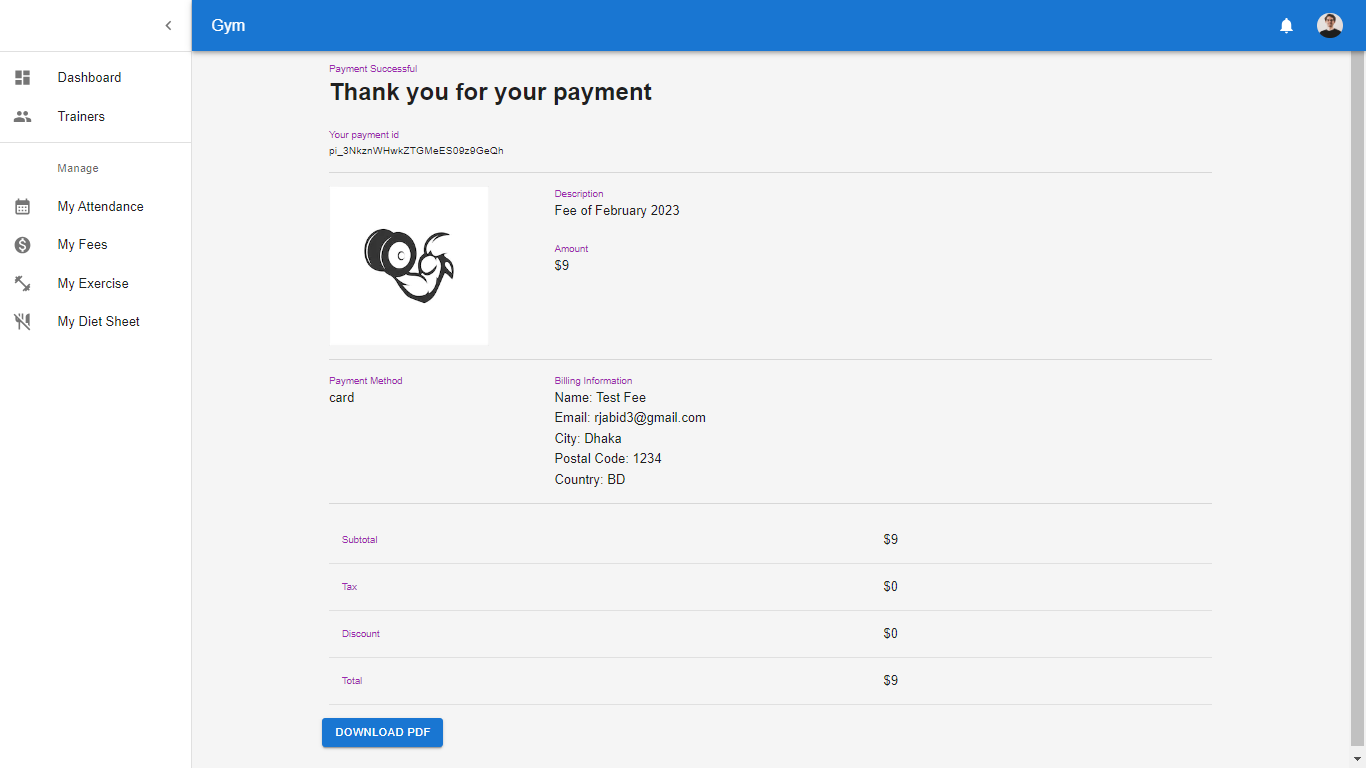 Gym
Dashboard
Trainers
Manage
My Attendance
My Fees
My Exercise
My Diet Sheet
Payment Successful
Thank you for your payment
Your payment id
pi_3NkznWHwkZTGMeES09z9GeQh
C
Description
Fee of February 2023
Amount
$9
Payment Method
card
Billing Information
Name: Test Fee
Email: rjabid3@gmail.com
City: Dhaka
Postal Code: 1234
Country: BD
Subtotal $9
Tax $0
Discount $0
Total $9
DOWNLOAD PDF